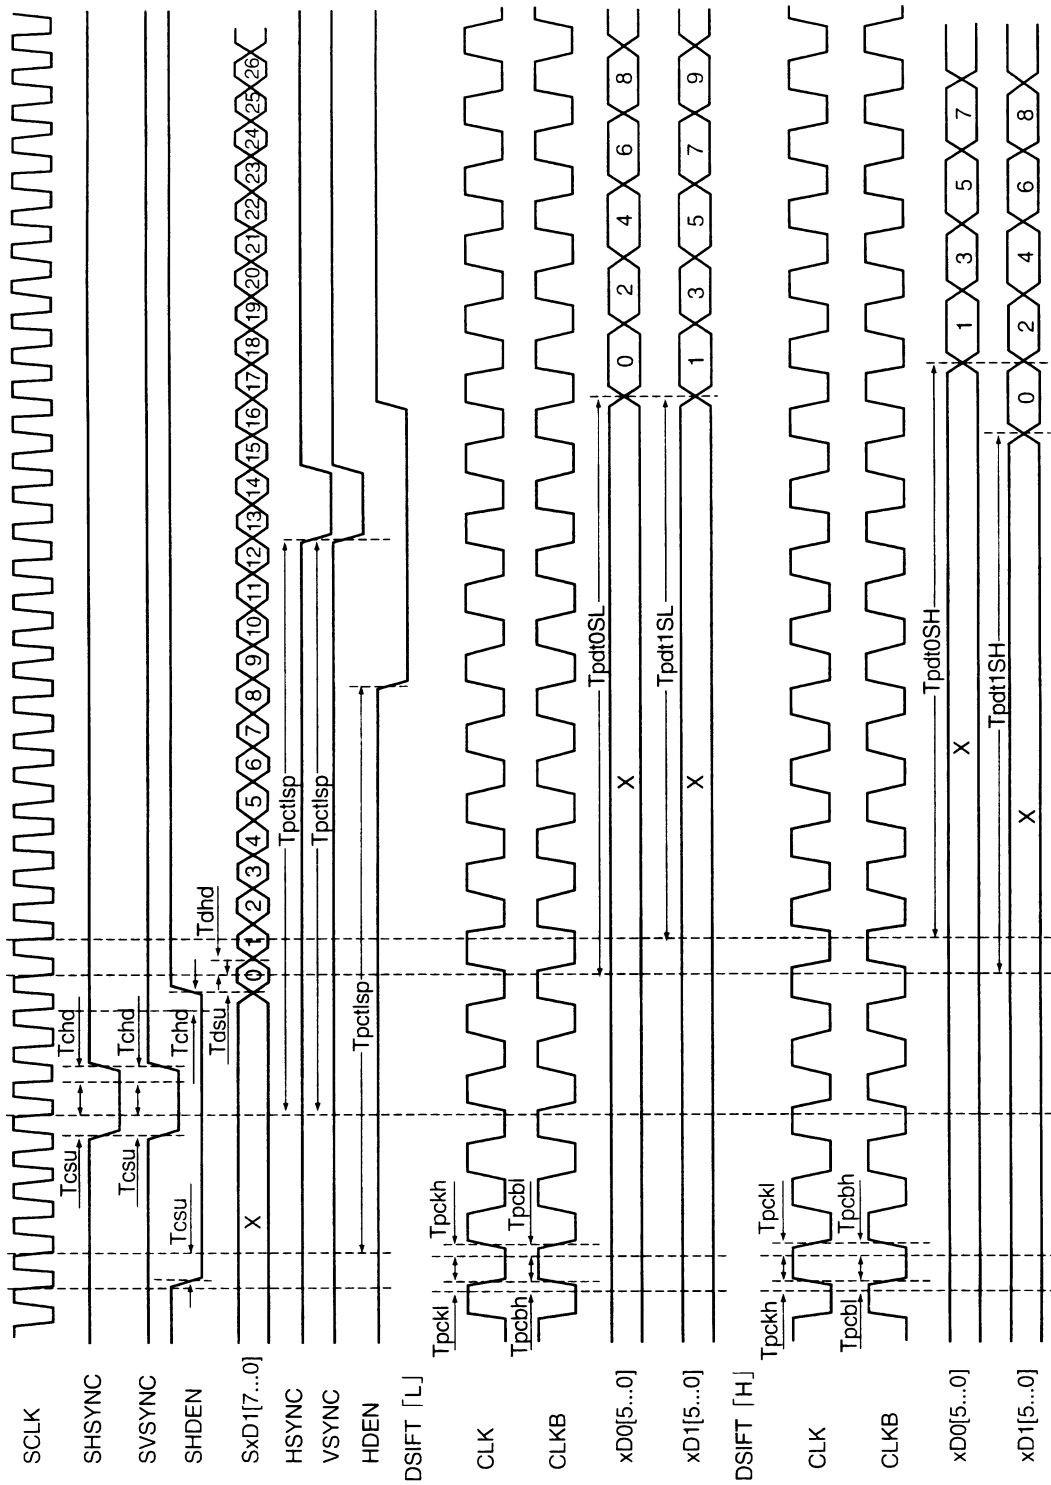 SCLK
SHSYNC Tcsu Tchd
SVSYNC Tcsu Tchd
SHDEN Tcsu Tchd
Tdsu Tdhd
SxD1[7...0] X 0 1 2 3 4 5 6 7 8 9 10 11 12 13 14 15 16 17 18 19 20 21 22 23 24 25 26
HSYNC Tpctlsp
VSYNC Tpctlsp
HDEN Tpctlsp
DSIFT「L」
Tpckl Tpckh
CLK
Tpcbh Tpcbl
CLKB
Tpdt0SL
xD0[5...0] X 0 2 4 6 8
Tpdt1SL
xD1[5...0] X 1 3 5 7 9
DSIFT「H」
Tpckh Tpckl
CLK
Tpcbl Tpcbh
CLKB
Tpdt0SH
xD0[5...0] X 1 3 5 7
Tpdt1SH
xD1[5...0] X 0 2 4 6 8